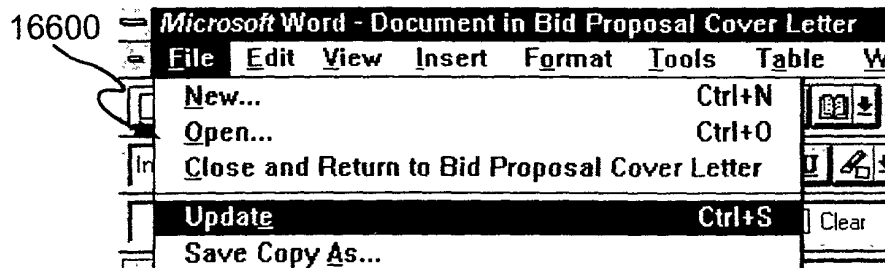 16600
Microsoft Word - Document in Bid Proposal Cover Letter
File Edit View Insert Format Tools Table
New... Ctrl+N
Open... Ctrl+O
Close and Return to Bid Proposal Cover Letter
Update Ctrl+S
Clear
Save Copy As...